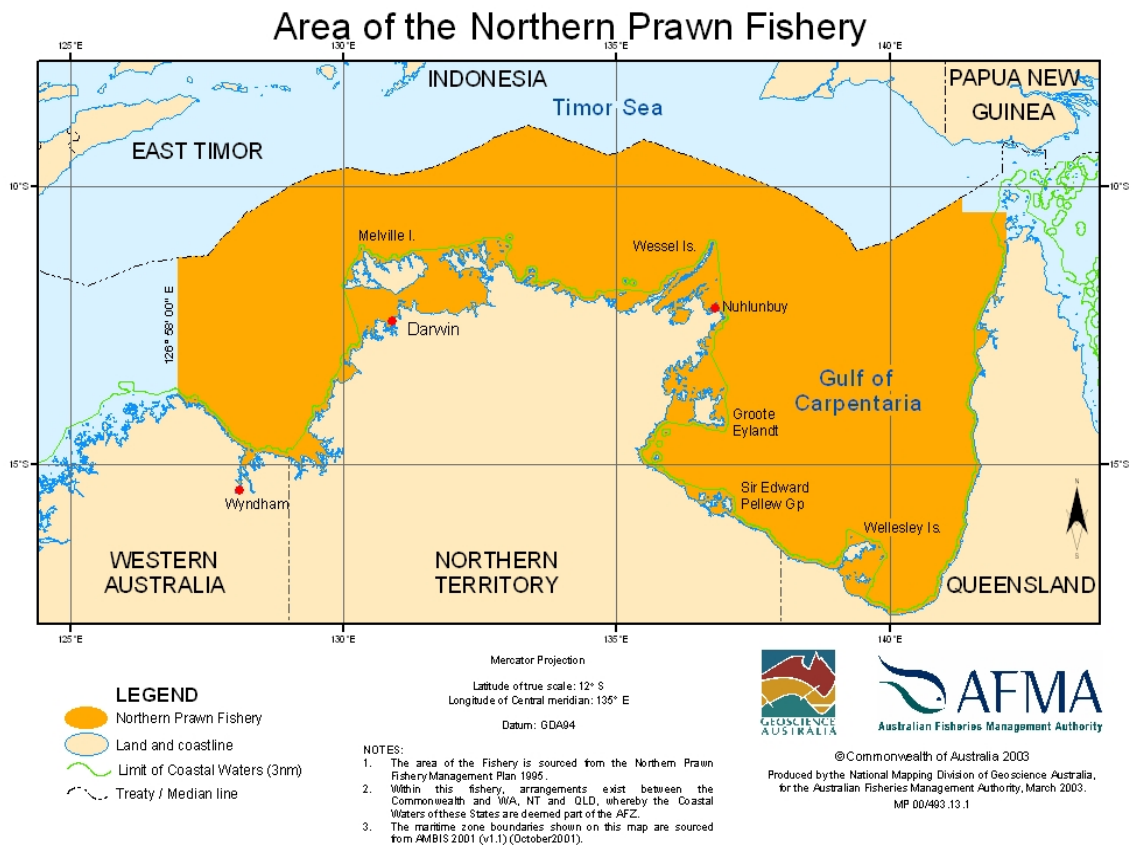 Area of the Northern Prawn Fishery
125°E
130°E
135°E
140°E
INDONESIA
PAPUA NEW
GUINEA
Timor Sea
EAST TIMOR
10°S
10°S
Melville I.
Wessel Is.
126° 58' 00" E
Nuhlunbuy
Darwin
Gulf of
Carpentaria
Groote
Eylandt
15°S
15°S
Sir Edward
Pellew Gp
N
Wyndham
Wellesley Is.
S
WESTERN
AUSTRALIA
NORTHERN
TERRITORY
QUEENSLAND
125°E
130°E
135°E
140°E
Mercator Projection
Latitude of true scale: 12° S
Longitude of Central meridian: 135° E
Datum: GDA94
LEGEND
Northern Prawn Fishery
Land and coastline
Limit of Coastal Waters (3nm)
Treaty / Median line
NOTES:
1. The area of the Fishery is sourced from the Northern Prawn
Fishery Management Plan 1995.
2. Within this fishery, arrangements exist between the
Commonwealth and WA, NT and QLD, whereby the Coastal
Waters of these States are deemed part of the AFZ.
3. The maritime zone boundaries shown on this map are sourced
from AMBIS 2001 (v1.1) (October2001).
GEOSCIENCE
AUSTRALIA
AFMA
Australian Fisheries Management Authority
© Commonwealth of Australia 2003
Produced by the National Mapping Division of Geoscience Australia,
for the Australian Fisheries Management Authority, March 2003.
MP 00/493.13.1